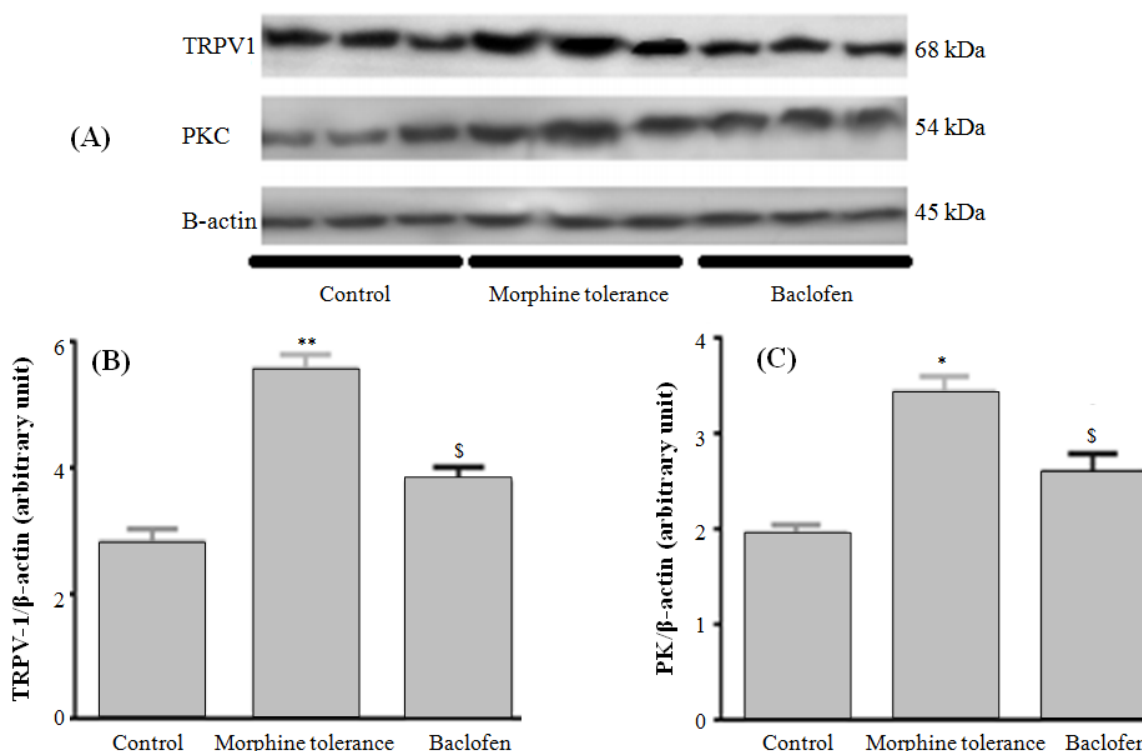 TRPV1
68 kDa
(A)
PKC
54 kDa
B-actin
45 kDa
Control Morphine tolerance Baclofen
(B)
TRPV-1/β-actin (arbitrary unit)
6
4
2
0
**
$
Control Morphine tolerance Baclofen
(C)
PK/β-actin (arbitrary unit)
4
3
2
1
0
*
$
Control Morphine tolerance Baclofen